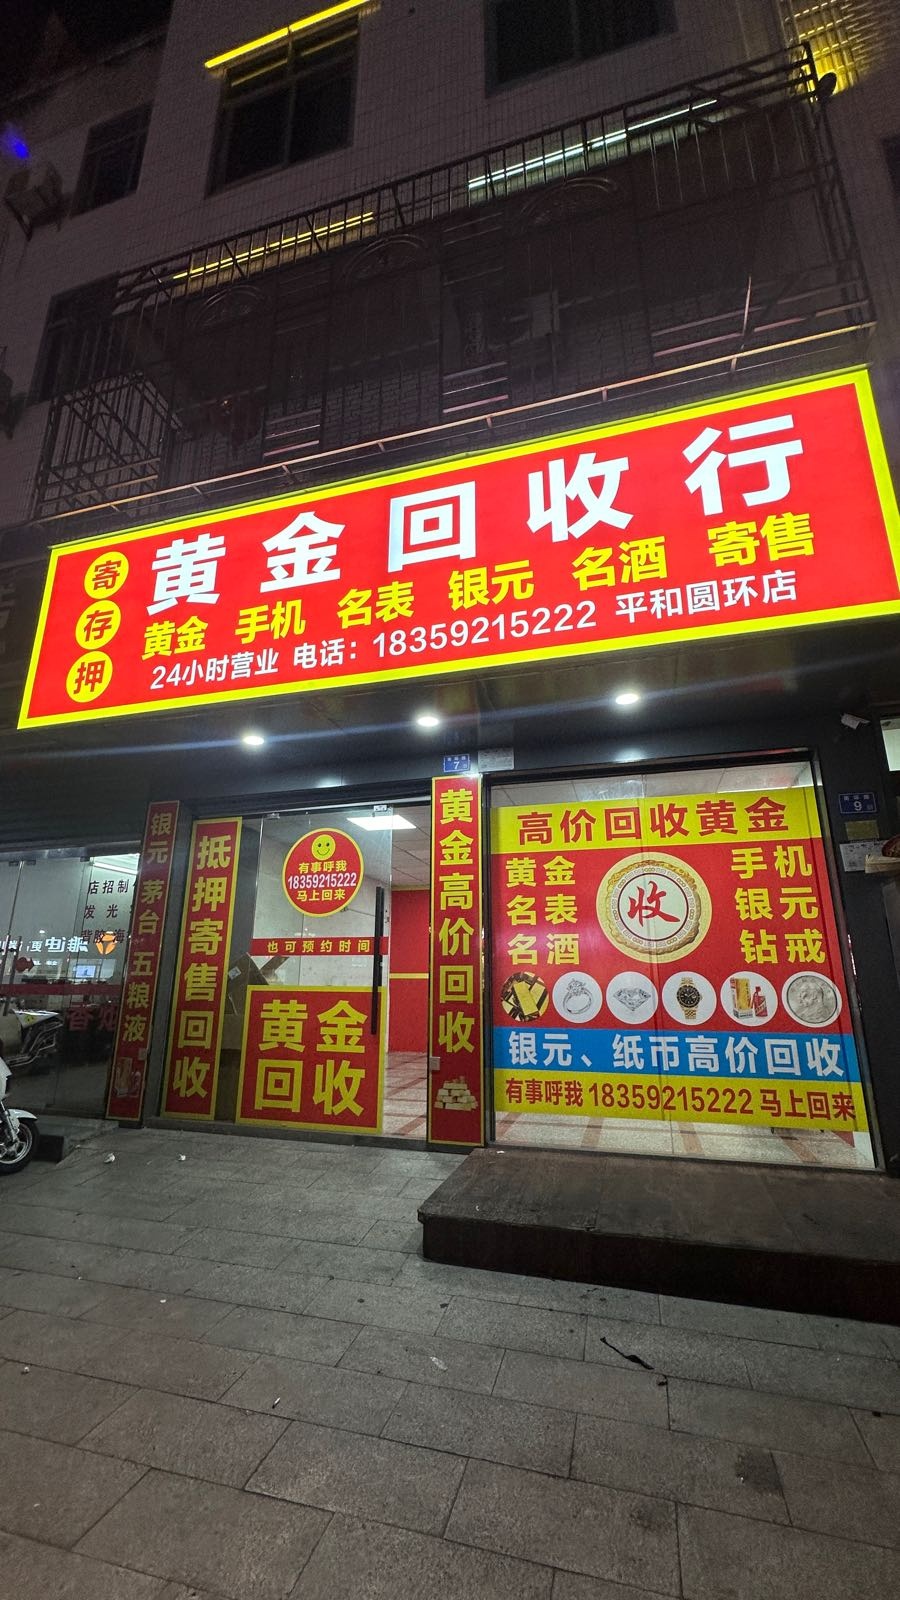 寄存押
黄金回收行
黄金 手机 名表 银元 名酒 寄售
24小时营业 电话：18359215222 平和圆环店
7
9
银元 茅台 五粮液
抵押寄售回收
有事呼我
18359215222
马上回来
也可预约时间
黄金
回收
黄金高价回收
高价回收黄金
黄金
名表
名酒
收
手机
银元
钻戒
银元、纸币高价回收
有事呼我 18359215222 马上回来